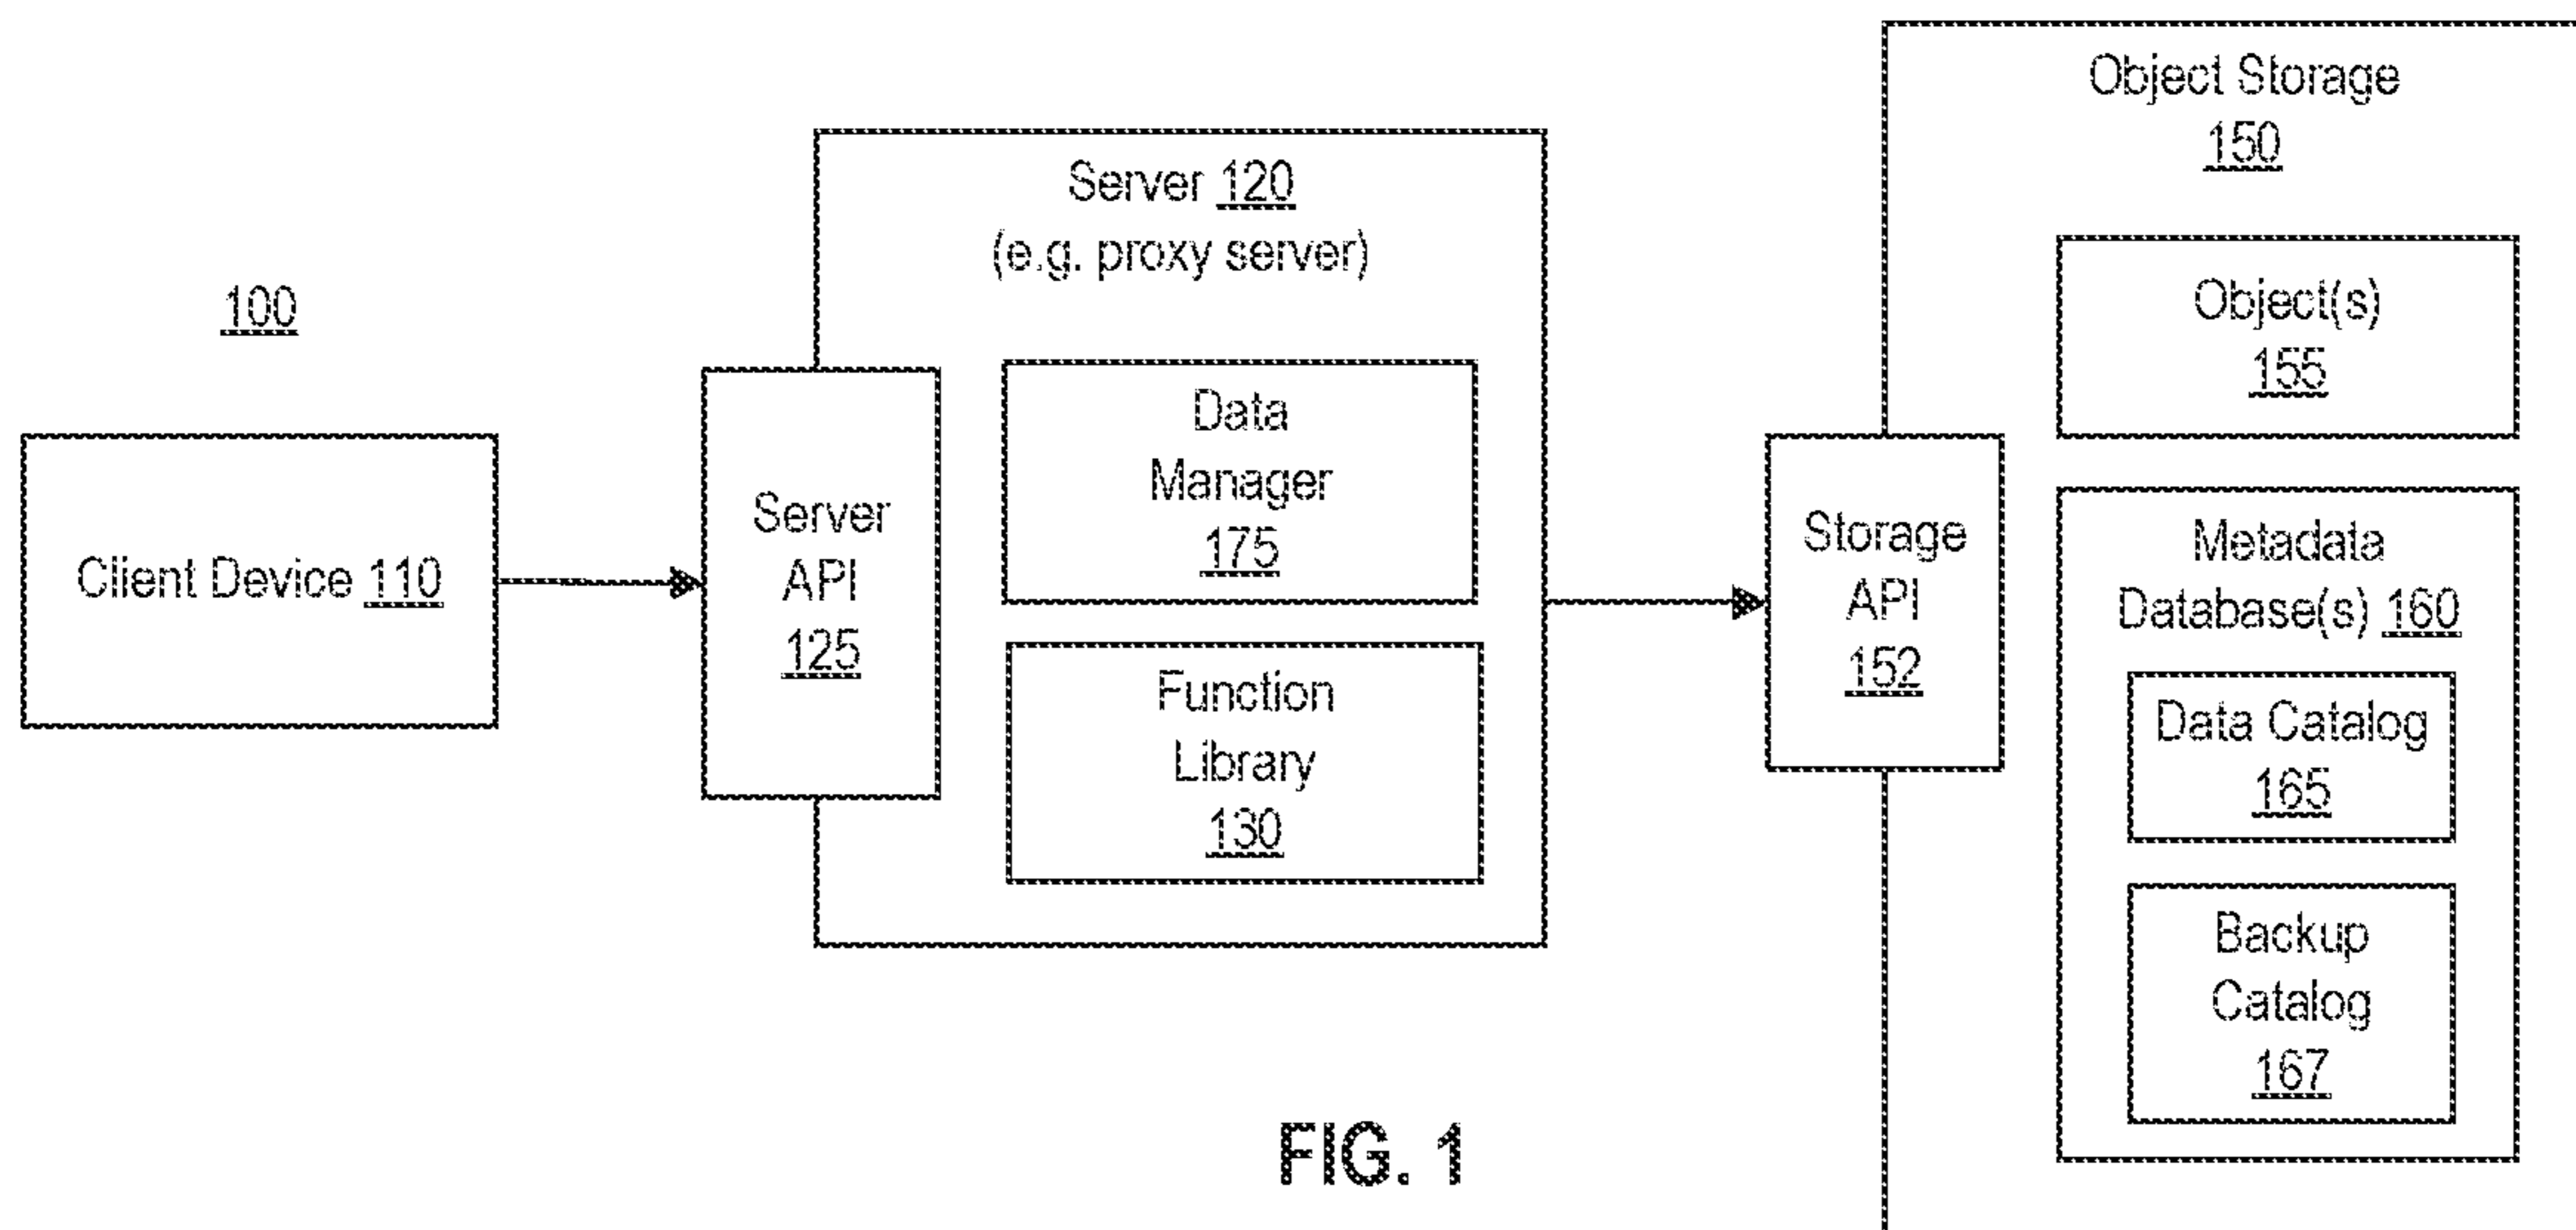 100
Client Device 110
Server 120
(e.g. proxy server)
Server
API
125
Data
Manager
175
Function
Library
130
Object Storage
150
Storage
API
152
Object(s)
155
Metadata
Database(s) 160
Data Catalog
165
Backup
Catalog
167
FIG. 1